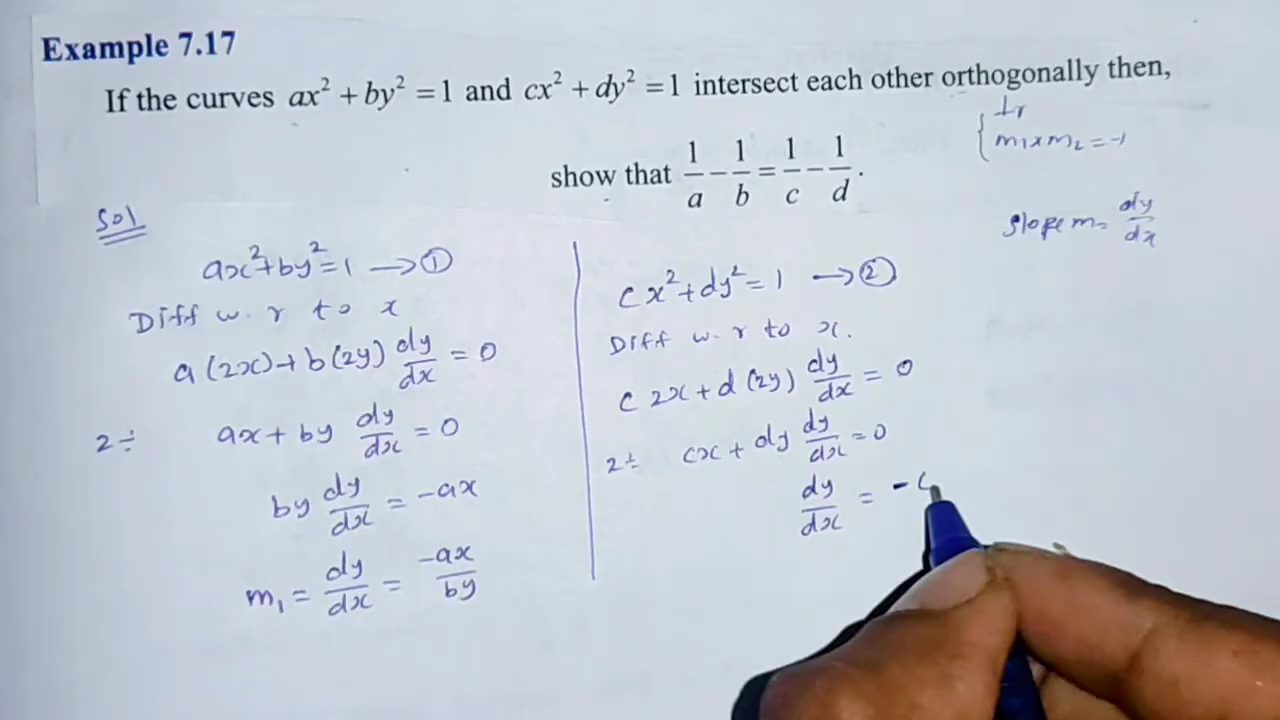 Example 7.17
If the curves ax² + by² = 1 and cx² + dy² = 1 intersect each other orthogonally then,
show that 1/a − 1/b = 1/c − 1/d.
⊥r
m₁ × m₂ = −1
slope m = dy/dx
Sol
ax² + by² = 1 → ①
Diff w. r to x
a(2x) + b(2y) dy/dx = 0
2 ÷ ax + by dy/dx = 0
by dy/dx = −ax
m₁ = dy/dx = −ax/by
cx² + dy² = 1 → ②
Diff w. r to x.
c 2x + d(2y) dy/dx = 0
2 ÷ cx + dy dy/dx = 0
dy/dx = −